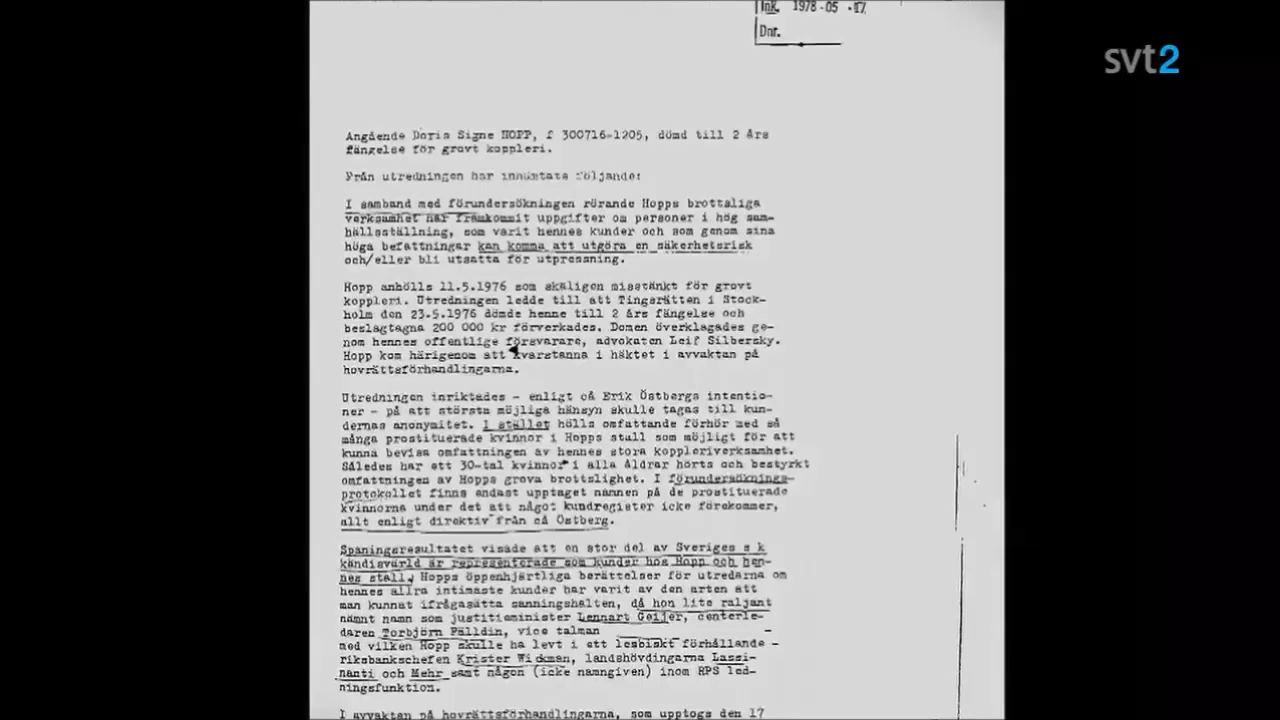 Ink. 1978-05-17
Dnr.
svt2
Angående Doris Signe HOPP, f 300716-1205, dömd till 2 års
fängelse för grovt koppleri.
Från utredningen har inhämtats följande:
I samband med förundersökningen rörande Hopps brottsliga
verksamhet har framkommit uppgifter om personer i hög sam-
hällsställning, som varit hennes kunder och som genom sina
höga befattningar kan komma att utgöra en säkerhetsrisk
och/eller bli utsatta för utpressning.
Hopp anhölls 11.5.1976 som skäligen misstänkt för grovt
koppleri. Utredningen ledde till att Tingsrätten i Stock-
holm den 23.5.1976 dömde henne till 2 års fängelse och
beslagtagna 200 000 kr förverkades. Domen överklagades ge-
nom hennes offentlige försvarare, advokaten Leif Silbersky.
Hopp kom härigenom att kvarstanna i häktet i avvaktan på
hovrättsförhandlingarna.
Utredningen inriktades - enligt cå Erik Östbergs intentio-
ner - på att största möjliga hänsyn skulle tagas till kun-
dernas anonymitet. I stället hölls omfattande förhör med så
många prostituerade kvinnor i Hopps stall som möjligt för att
kunna bevisa omfattningen av hennes stora koppleriverksamhet.
Således har ett 30-tal kvinnor i alla åldrar hörts och bestyrkt
omfattningen av Hopps grova brottslighet. I förundersöknings-
protokollet finns endast upptaget namnen på de prostituerade
kvinnorna under det att något kundregister icke förekommer,
allt enligt direktiv från cå Östberg.
Spaningsresultatet visade att en stor del av Sveriges s k
kändisvärld är representerade som kunder hos Hopp och hen-
nes stall. Hopps öppenhjärtliga berättelser för utredarna om
hennes allra intimaste kunder har varit av den arten att
man kunnat ifrågasätta sanningshalten, då hon lite raljant
nämnt namn som justitieminister Lennart Geijer, centerle-
daren Torbjörn Fälldin, vice talman -
med vilken Hopp skulle ha levt i ett lesbiskt förhållande -
riksbankschefen Krister Wickman, landshövdingarna Lassi-
nanti och Mehr samt någon (icke namngiven) inom RPS led-
ningsfunktion.
I avvaktan på hovrättsförhandlingarna, som upptogs den 17